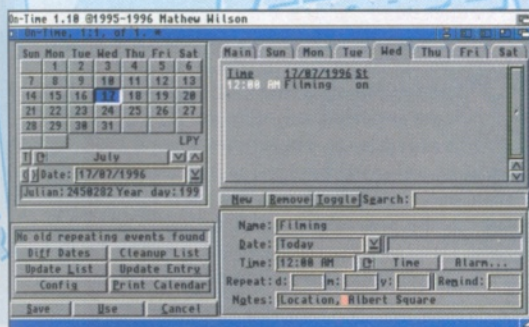 On-Time 1.10 ©1995-1996 Mathew Wilson
On-Time, 1:1, of 1. *
Sun Mon Tue Wed Thu Fri Sat
1 2 3 4 5 6
7 8 9 10 11 12 13
14 15 16 17 18 19 20
21 22 23 24 25 26 27
28 29 30 31
LPY
July
Date: 17/07/1996
Julian: 2450282 Year day: 199
No old repeating events found
Diff Dates Cleanup List
Update List Update Entry
Config Print Calendar
Save Use Cancel
Main Sun Mon Tue Wed Thu Fri Sat
Time 17/07/1996 St
12:00 AM Filming on
New Remove Toggle Search:
Name: Filming
Date: Today
Time: 12:00 AM Time Alarm...
Repeat: d: m: y: Remind:
Notes: Location, Albert Square